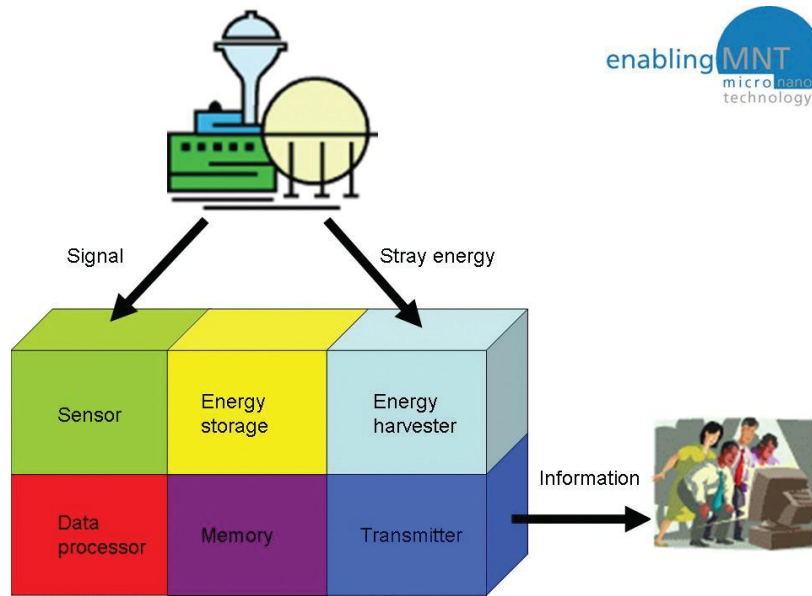 enabling MNT
micro nano
technology
Signal
Stray energy
Sensor
Energy
storage
Energy
harvester
Information
Data
processor
Memory
Transmitter